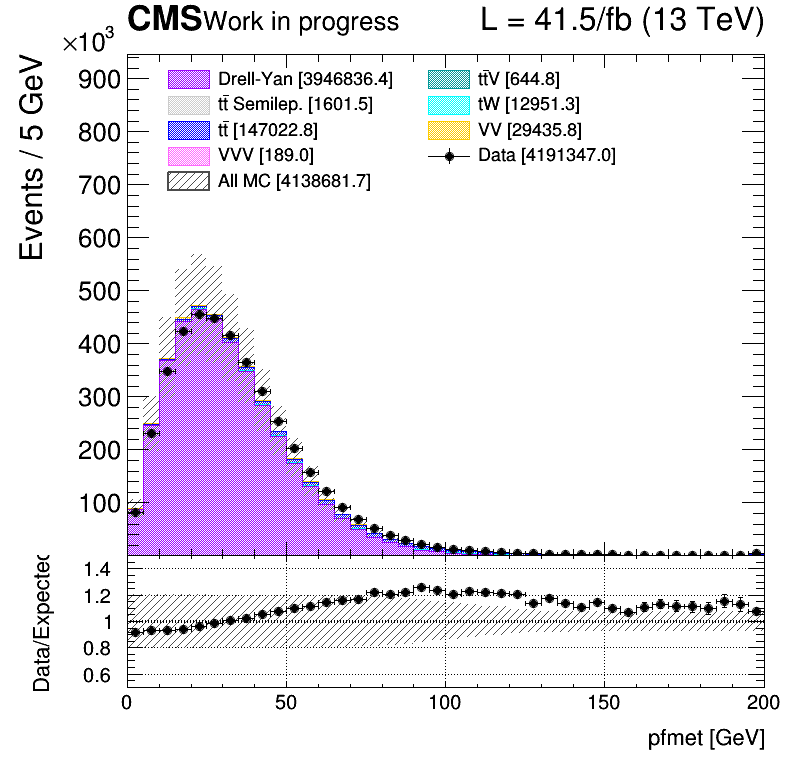 CMS Work in progress L = 41.5/fb (13 TeV)
×10³
Events / 5 GeV
900
800
700
600
500
400
300
200
100
Drell-Yan [3946836.4]
tt̄ Semilep. [1601.5]
tt̄ [147022.8]
VVV [189.0]
All MC [4138681.7]
tt̄V [644.8]
tW [12951.3]
VV [29435.8]
Data [4191347.0]
Data/Expected
1.4
1.2
1
0.8
0.6
0 50 100 150 200
pfmet [GeV]